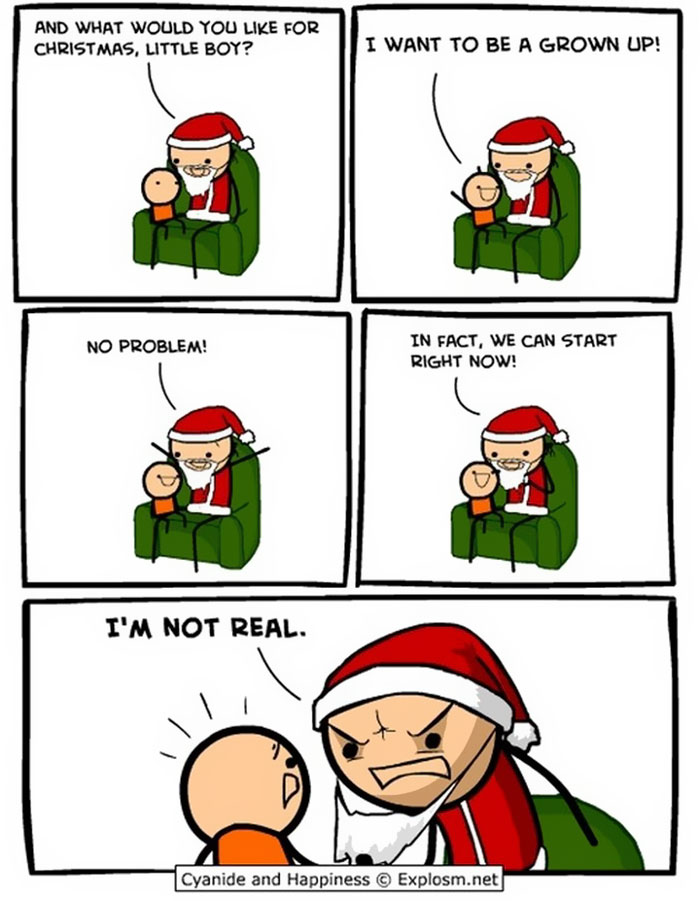 AND WHAT WOULD YOU LIKE FOR
CHRISTMAS, LITTLE BOY?
I WANT TO BE A GROWN UP!
NO PROBLEM!
IN FACT, WE CAN START
RIGHT NOW!
I'M NOT REAL.
Cyanide and Happiness © Explosm.net